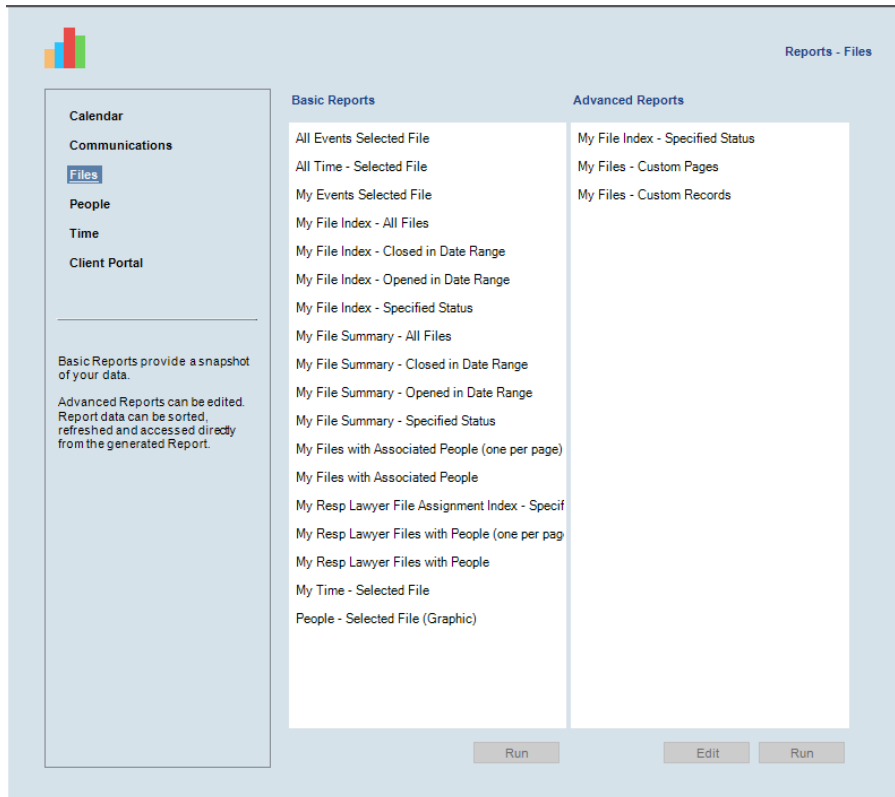 Reports - Files
Calendar
Communications
Files
People
Time
Client Portal
Basic Reports provide a snapshot
of your data.
Advanced Reports can be edited.
Report data can be sorted,
refreshed and accessed directly
from the generated Report.
Basic Reports
All Events Selected File
All Time - Selected File
My Events Selected File
My File Index - All Files
My File Index - Closed in Date Range
My File Index - Opened in Date Range
My File Index - Specified Status
My File Summary - All Files
My File Summary - Closed in Date Range
My File Summary - Opened in Date Range
My File Summary - Specified Status
My Files with Associated People (one per page)
My Files with Associated People
My Resp Lawyer File Assignment Index - Specif
My Resp Lawyer Files with People (one per pag
My Resp Lawyer Files with People
My Time - Selected File
People - Selected File (Graphic)
Run
Advanced Reports
My File Index - Specified Status
My Files - Custom Pages
My Files - Custom Records
Edit
Run